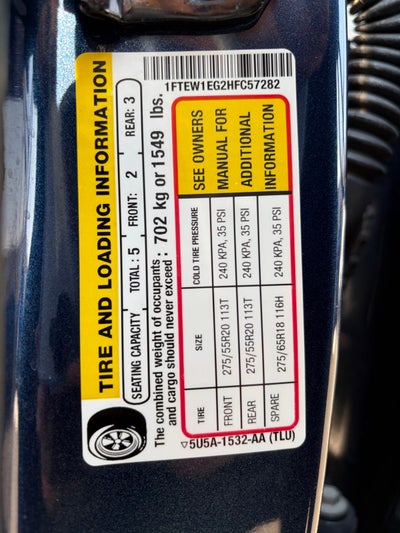 1FTEW1EG2HFC57282
TIRE AND LOADING INFORMATION
SEATING CAPACITY TOTAL : 5 FRONT: 2 REAR: 3
The combined weight of occupants
and cargo should never exceed : 702 kg or 1549 lbs.
TIRE SIZE COLD TIRE PRESSURE SEE OWNERS
FRONT 275/55R20 113T 240 KPA, 35 PSI MANUAL FOR
REAR 275/55R20 113T 240 KPA, 35 PSI ADDITIONAL
SPARE 275/65R18 116H 240 KPA, 35 PSI INFORMATION
▽5U5A-1532-AA (TLU)